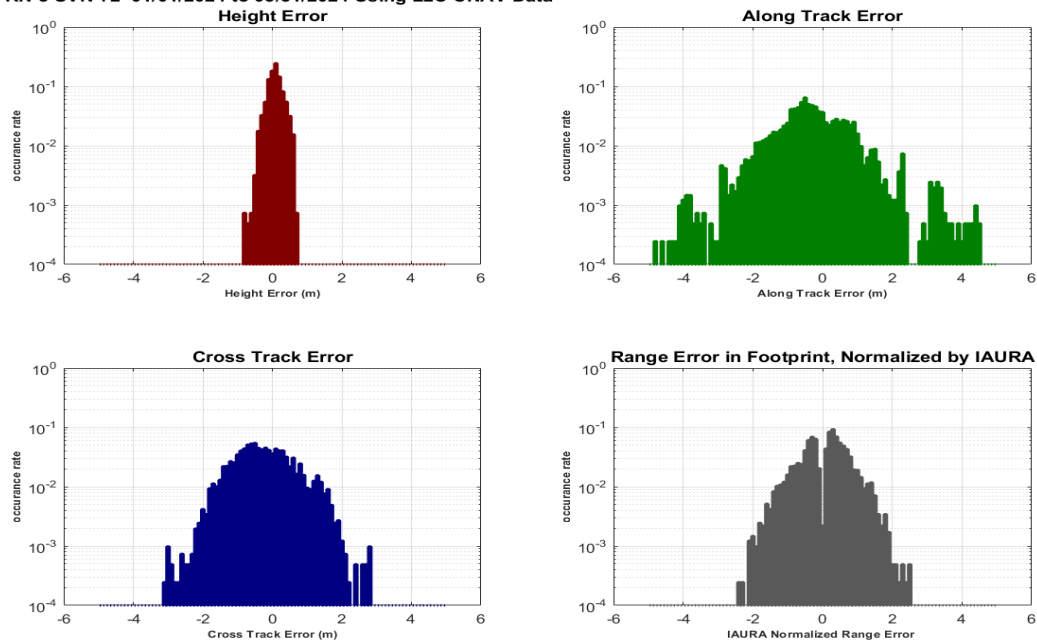 Height Error
10^0
10^-1
10^-2
10^-3
10^-4
occurance rate
-6 -4 -2 0 2 4 6
Height Error (m)
Along Track Error
10^0
10^-1
10^-2
10^-3
10^-4
occurance rate
-6 -4 -2 0 2 4 6
Along Track Error (m)
Cross Track Error
10^0
10^-1
10^-2
10^-3
10^-4
occurance rate
-6 -4 -2 0 2 4 6
Cross Track Error (m)
Range Error in Footprint, Normalized by IAURA
10^0
10^-1
10^-2
10^-3
10^-4
occurance rate
-6 -4 -2 0 2 4 6
IAURA Normalized Range Error